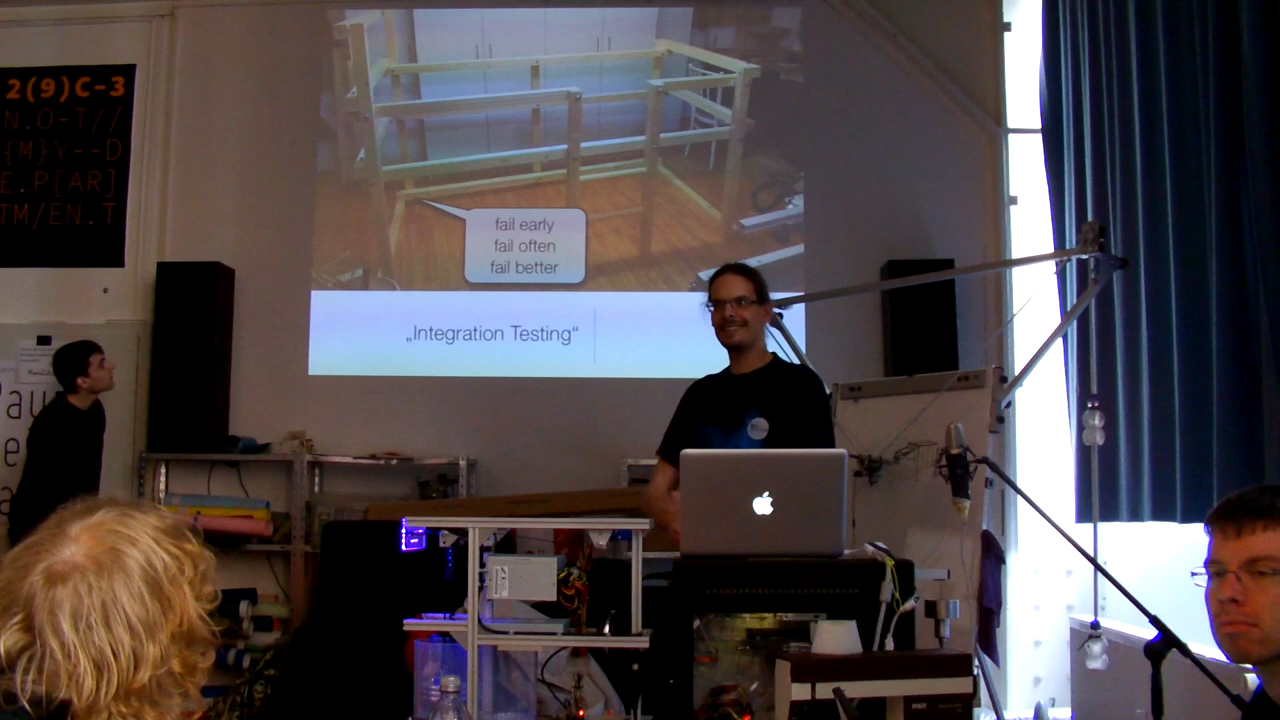 2(9)C-3
N.O-T//
{M}Y--D
E.P[AR]
TM/EN.T
fail early
fail often
fail better
„Integration Testing“